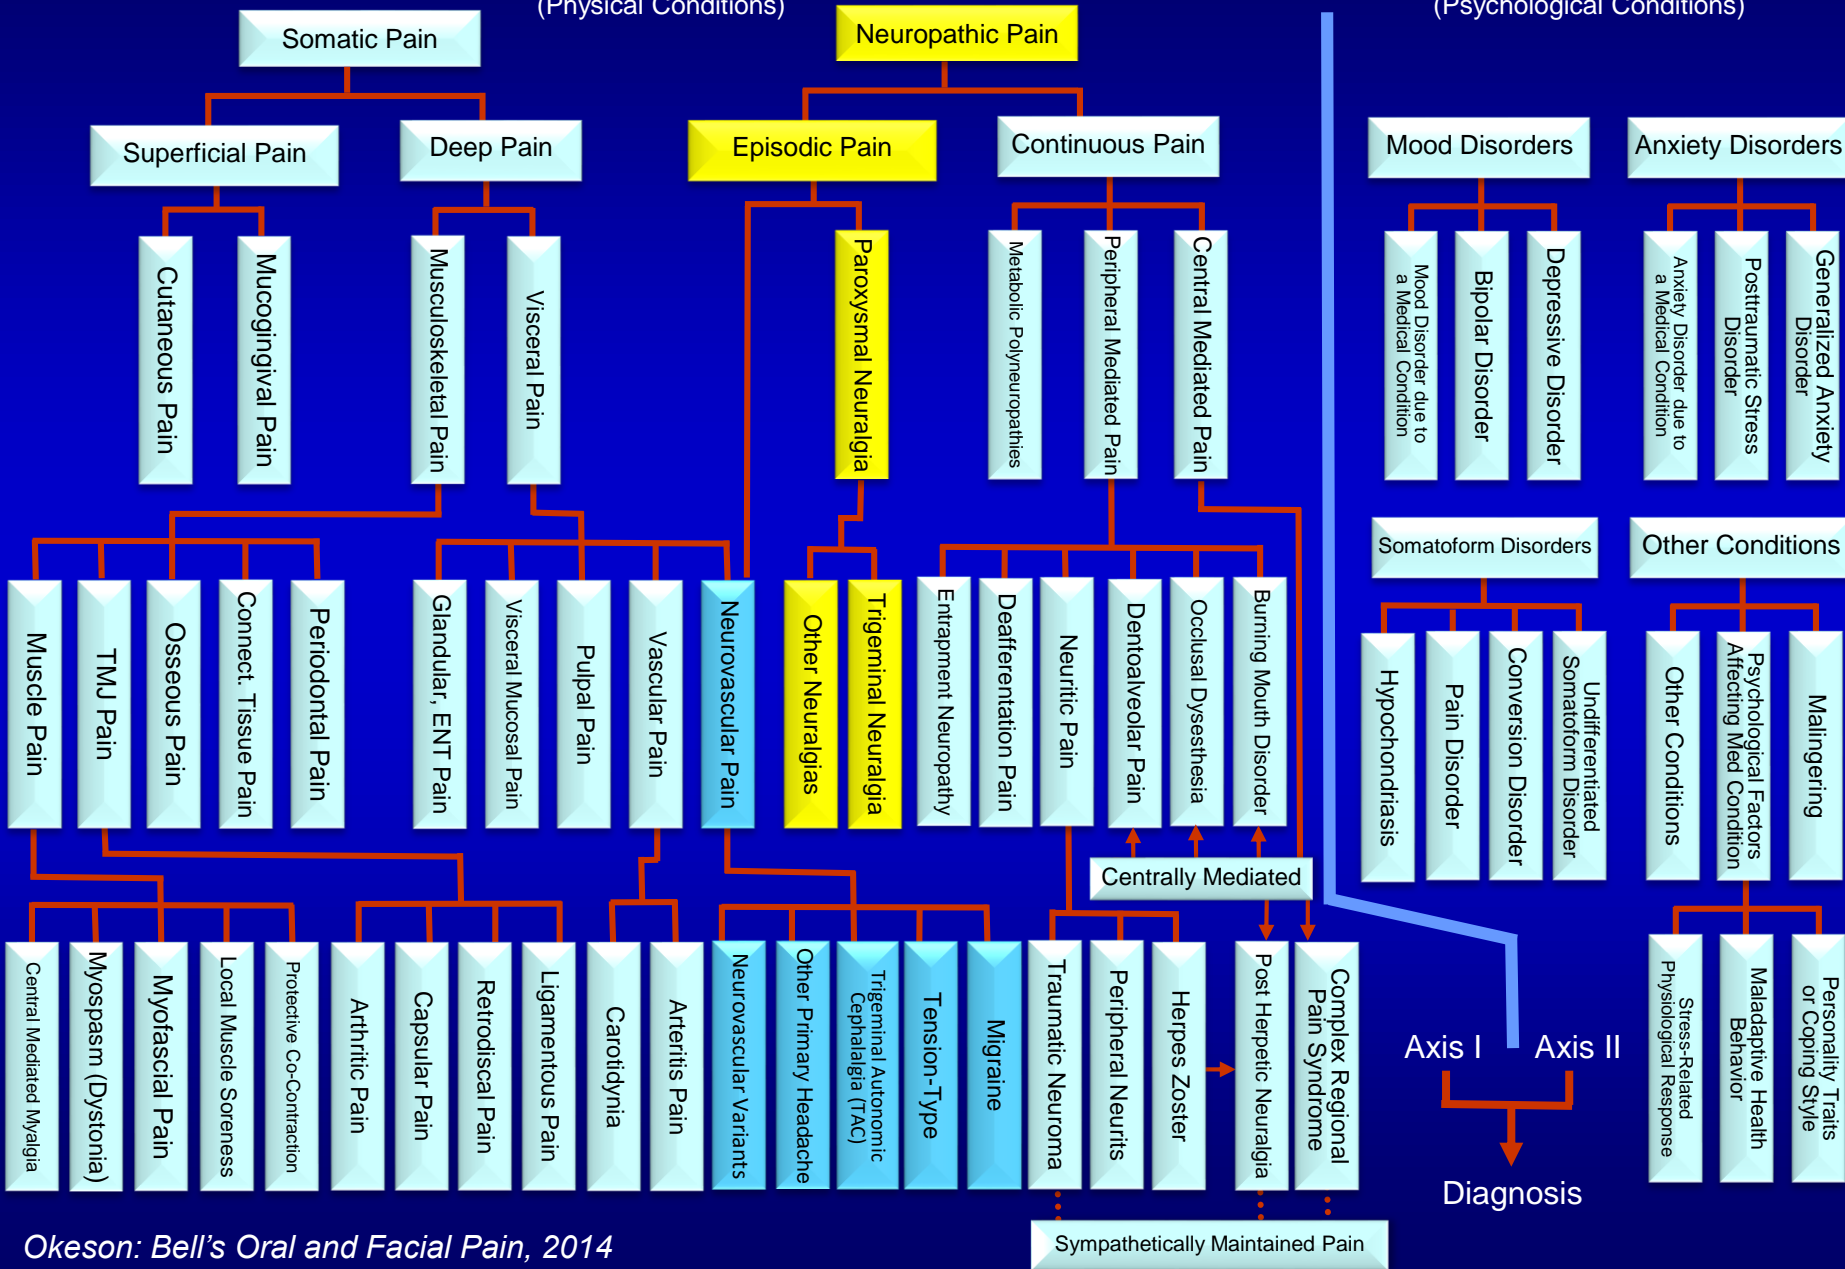 (Physical Conditions)
(Psychological Conditions)
Somatic Pain
Neuropathic Pain
Superficial Pain
Deep Pain
Episodic Pain
Continuous Pain
Mood Disorders
Anxiety Disorders
Cutaneous Pain
Mucogingival Pain
Musculoskeletal Pain
Visceral Pain
Paroxysmal Neuralgia
Metabolic Polyneuropathies
Peripheral Mediated Pain
Central Mediated Pain
Mood Disorder due to
a Medical Condition
Bipolar Disorder
Depressive Disorder
Anxiety Disorder due to
a Medical Condition
Posttraumatic Stress
Disorder
Generalized Anxiety
Disorder
Somatoform Disorders
Other Conditions
Muscle Pain
TMJ Pain
Osseous Pain
Connect. Tissue Pain
Periodontal Pain
Glandular, ENT Pain
Visceral Mucosal Pain
Pulpal Pain
Vascular Pain
Neurovascular Pain
Other Neuralgias
Trigeminal Neuralgia
Entrapment Neuropathy
Deafferentation Pain
Neuritic Pain
Dentoalveolar Pain
Occlusal Dysesthesia
Burning Mouth Disorder
Hypochondriasis
Pain Disorder
Conversion Disorder
Undifferentiated
Somatoform Disorder
Other Conditions
Psychological Factors
Affecting Med Condition
Malingering
Centrally Mediated
Central Mediated Myalgia
Myospasm (Dystonia)
Myofascial Pain
Local Muscle Soreness
Protective Co-Contraction
Arthritic Pain
Capsular Pain
Retrodiscal Pain
Ligamentous Pain
Carotidynia
Arteritis Pain
Neurovascular Variants
Other Primary Headache
Trigeminal Autonomic
Cephalalgia (TAC)
Tension-Type
Migraine
Traumatic Neuroma
Peripheral Neurits
Herpes Zoster
Post Herpetic Neuralgia
Complex Regional
Pain Syndrome
Stress-Related
Physiological Response
Maladaptive Health
Behavior
Personality Traits
or Coping Style
Axis I
Axis II
Diagnosis
Sympathetically Maintained Pain
Okeson: Bell's Oral and Facial Pain, 2014